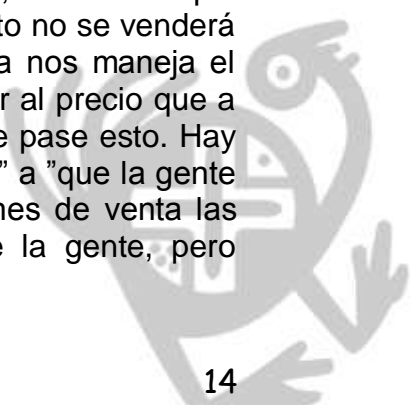 to no se venderá
a nos maneja el
r al precio que a
e pase esto. Hay
” a ”que la gente
nes de venta las
e la gente, pero
14